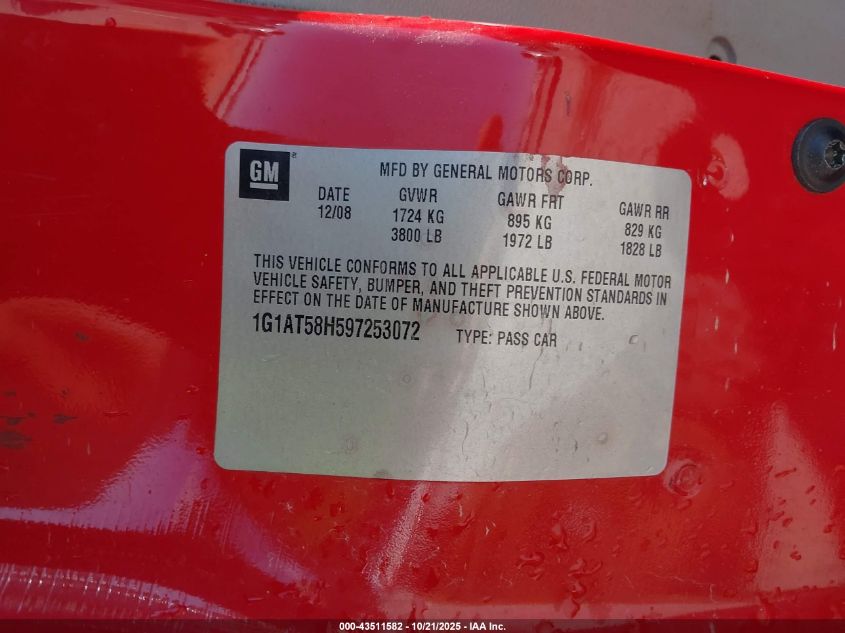 GM
MFD BY GENERAL MOTORS CORP.
DATE GVWR GAWR FRT GAWR RR
12/08 1724 KG 895 KG 829 KG
3800 LB 1972 LB 1828 LB
THIS VEHICLE CONFORMS TO ALL APPLICABLE U.S. FEDERAL MOTOR
VEHICLE SAFETY, BUMPER, AND THEFT PREVENTION STANDARDS IN
EFFECT ON THE DATE OF MANUFACTURE SHOWN ABOVE.
1G1AT58H597253072 TYPE: PASS CAR
000-43511582 - 10/21/2025 - IAA Inc.